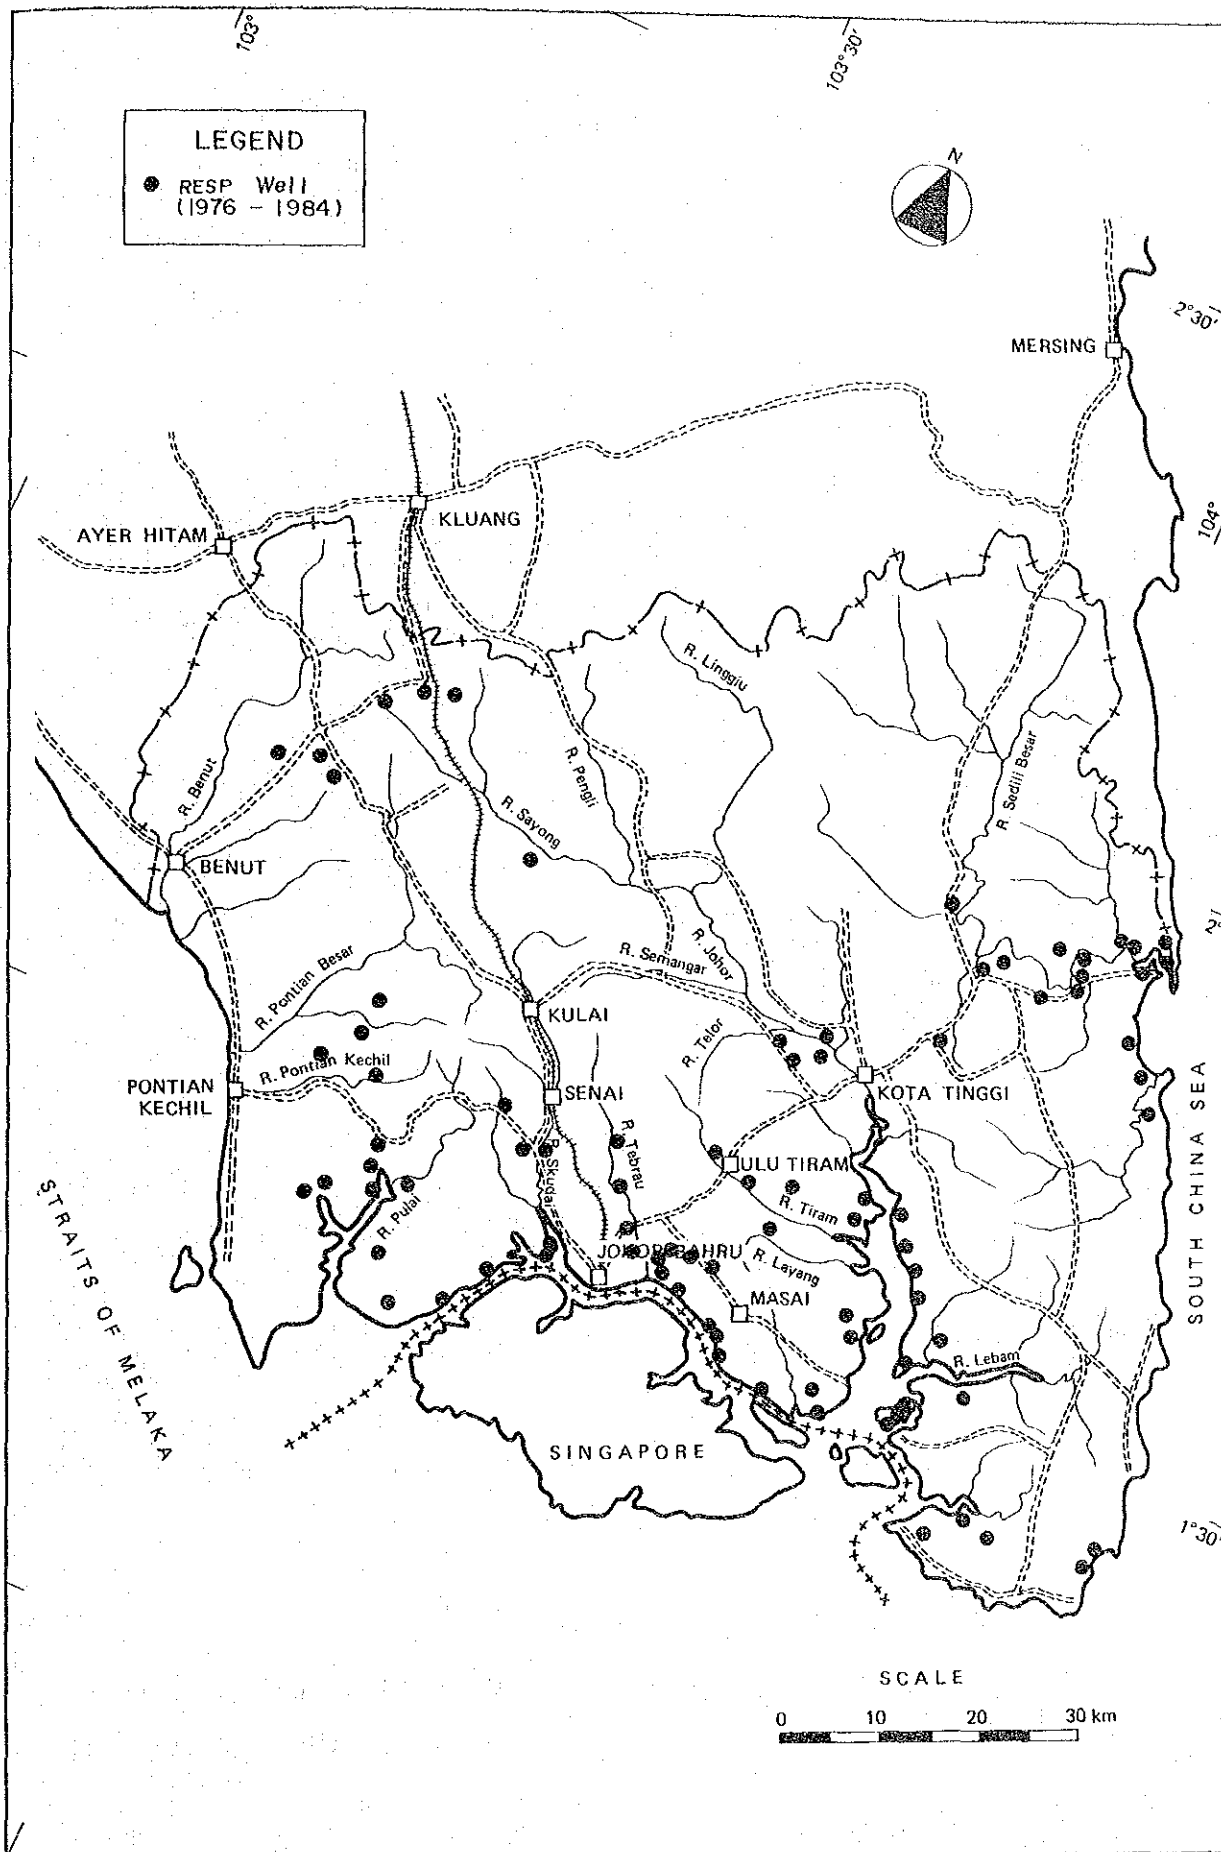 103°
103°30'
LEGEND
RESP Well
(1976 - 1984)
N
2°30'
MERSING
104°
KLUANG
AYER HITAM
R. Linggiu
R. Benut
R. Pengli
R. Sedili Besar
R. Sayong
BENUT
2°
R. Semangar
R. Johor
R. Pontian Besar
KULAI
R. Telor
R. Pontian Kechil
PONTIAN
KECHIL
SENAI
KOTA TINGGI
SOUTH CHINA SEA
R. Tebrau
R. Skudai
ULU TIRAM
STRAITS OF MELAKA
R. Pulai
R. Tiram
JOHOR BAHRU
R. Layang
MASAI
R. Lebam
SINGAPORE
1°30'
SCALE
0 10 20 30 km